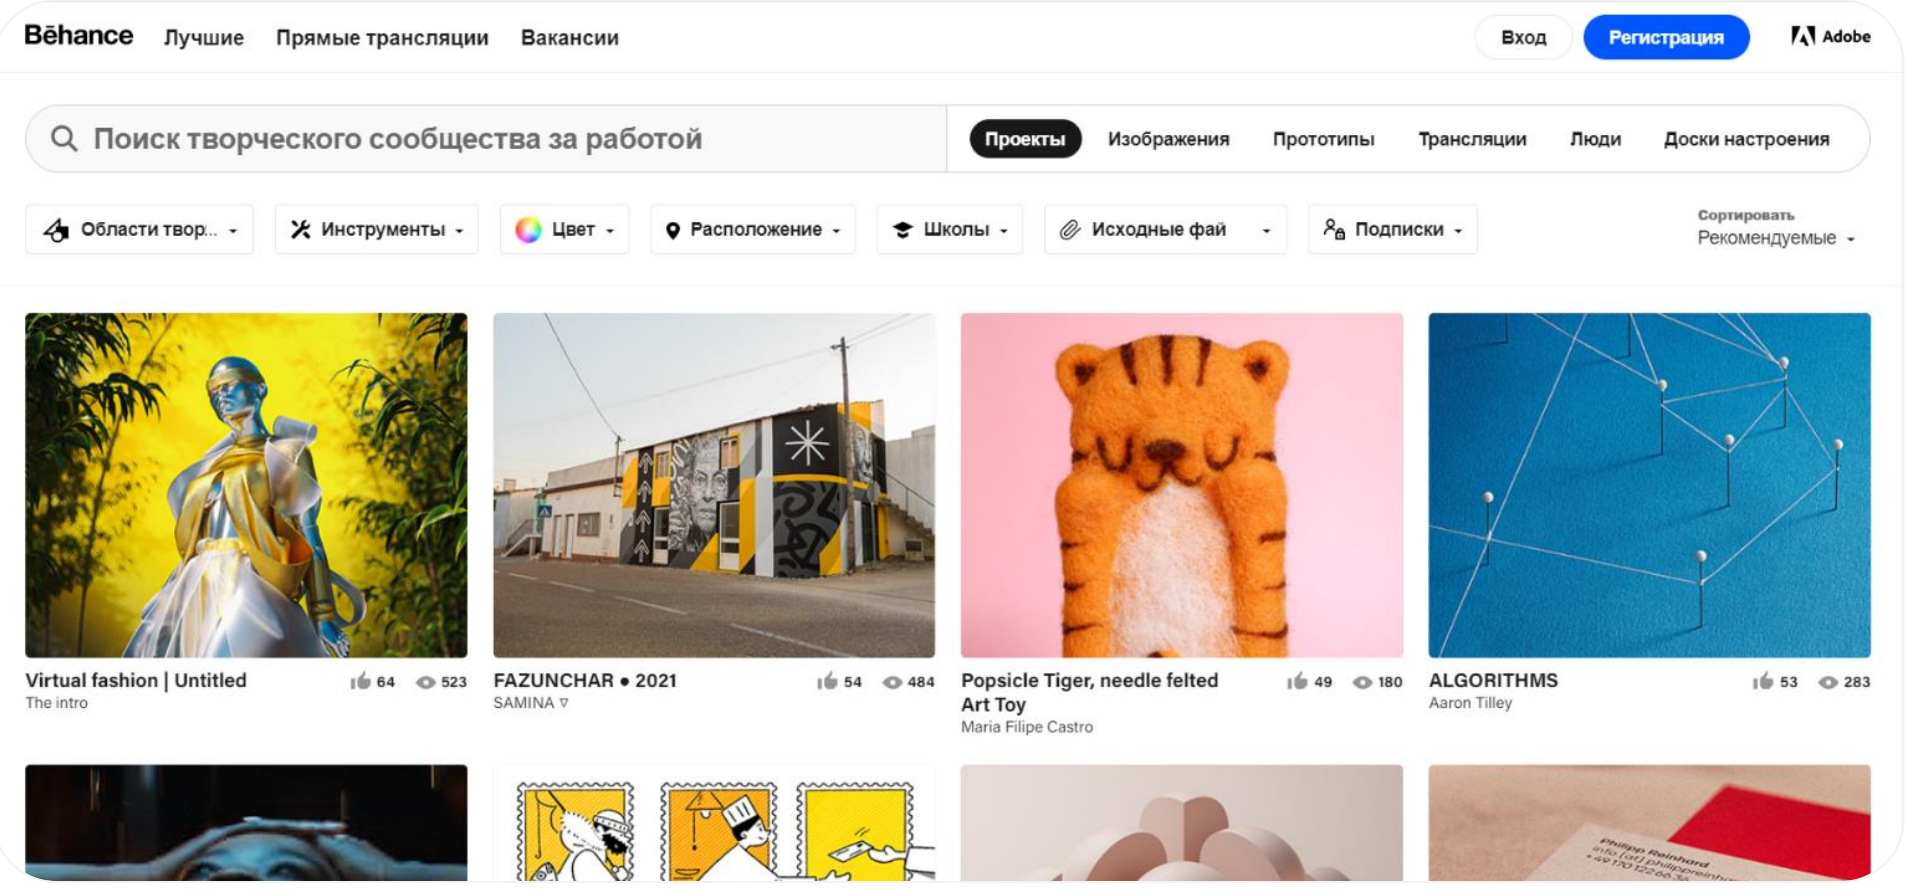 Bēhance Лучшие Прямые трансляции Вакансии Вход Регистрация Adobe
Поиск творческого сообщества за работой Проекты Изображения Прототипы Трансляции Люди Доски настроения
Области твор... Инструменты Цвет Расположение Школы Исходные фай Подписки
Сортировать
Рекомендуемые
Virtual fashion | Untitled 64 523
The intro
FAZUNCHAR ● 2021 54 484
SAMINA ▿
Popsicle Tiger, needle felted 49 180
Art Toy
Maria Filipe Castro
ALGORITHMS 53 283
Aaron Tilley
Philipp Reinhard